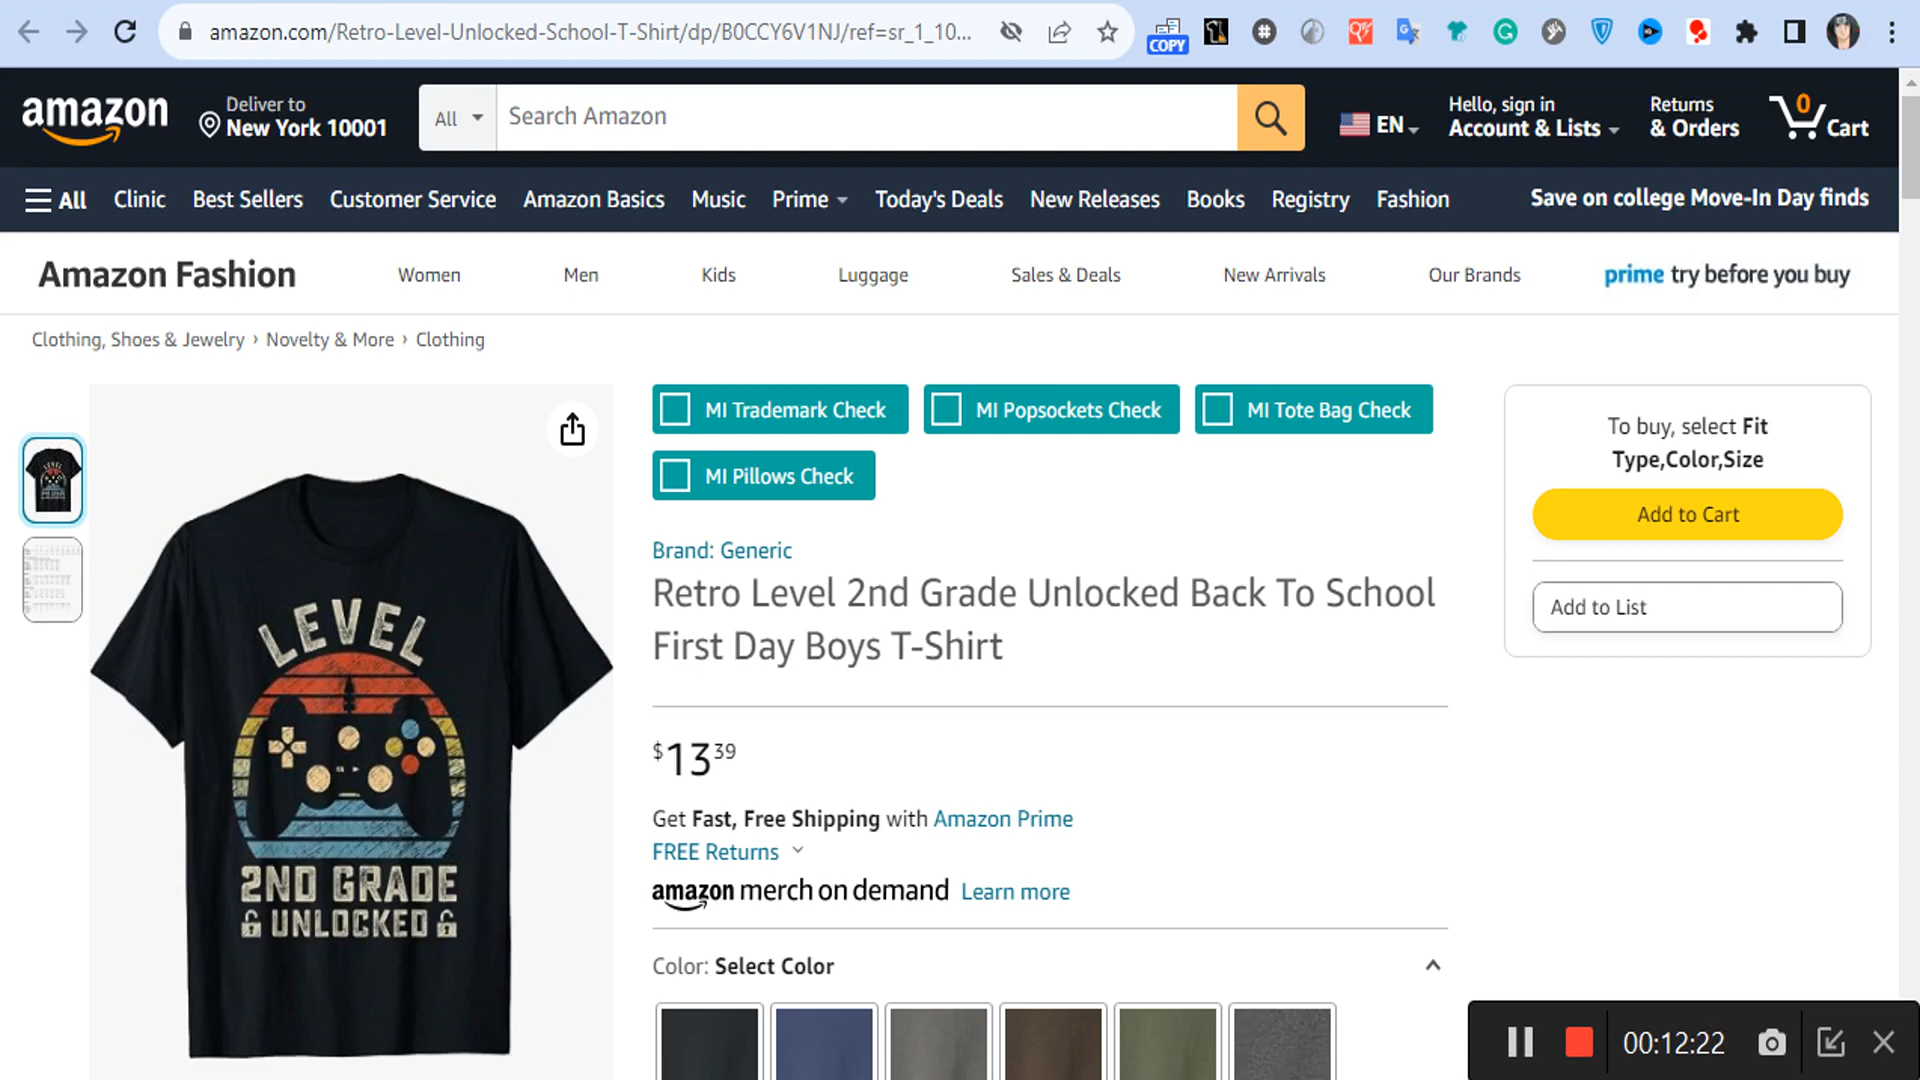 amazon.com/Retro-Level-Unlocked-School-T-Shirt/dp/B0CCY6V1NJ/ref=sr_1_10...
COPY
amazon
Deliver to
New York 10001
All
Search Amazon
EN
Hello, sign in
Account & Lists
Returns
& Orders
0
Cart
All
Clinic
Best Sellers
Customer Service
Amazon Basics
Music
Prime
Today's Deals
New Releases
Books
Registry
Fashion
Save on college Move-In Day finds
Amazon Fashion
Women
Men
Kids
Luggage
Sales & Deals
New Arrivals
Our Brands
prime try before you buy
Clothing, Shoes & Jewelry › Novelty & More › Clothing
MI Trademark Check
MI Popsockets Check
MI Tote Bag Check
MI Pillows Check
Brand: Generic
Retro Level 2nd Grade Unlocked Back To School
First Day Boys T-Shirt
$13.39
Get Fast, Free Shipping with Amazon Prime
FREE Returns
amazon merch on demand Learn more
Color: Select Color
To buy, select Fit
Type,Color,Size
Add to Cart
Add to List
LEVEL
2ND GRADE
UNLOCKED
00:12:22